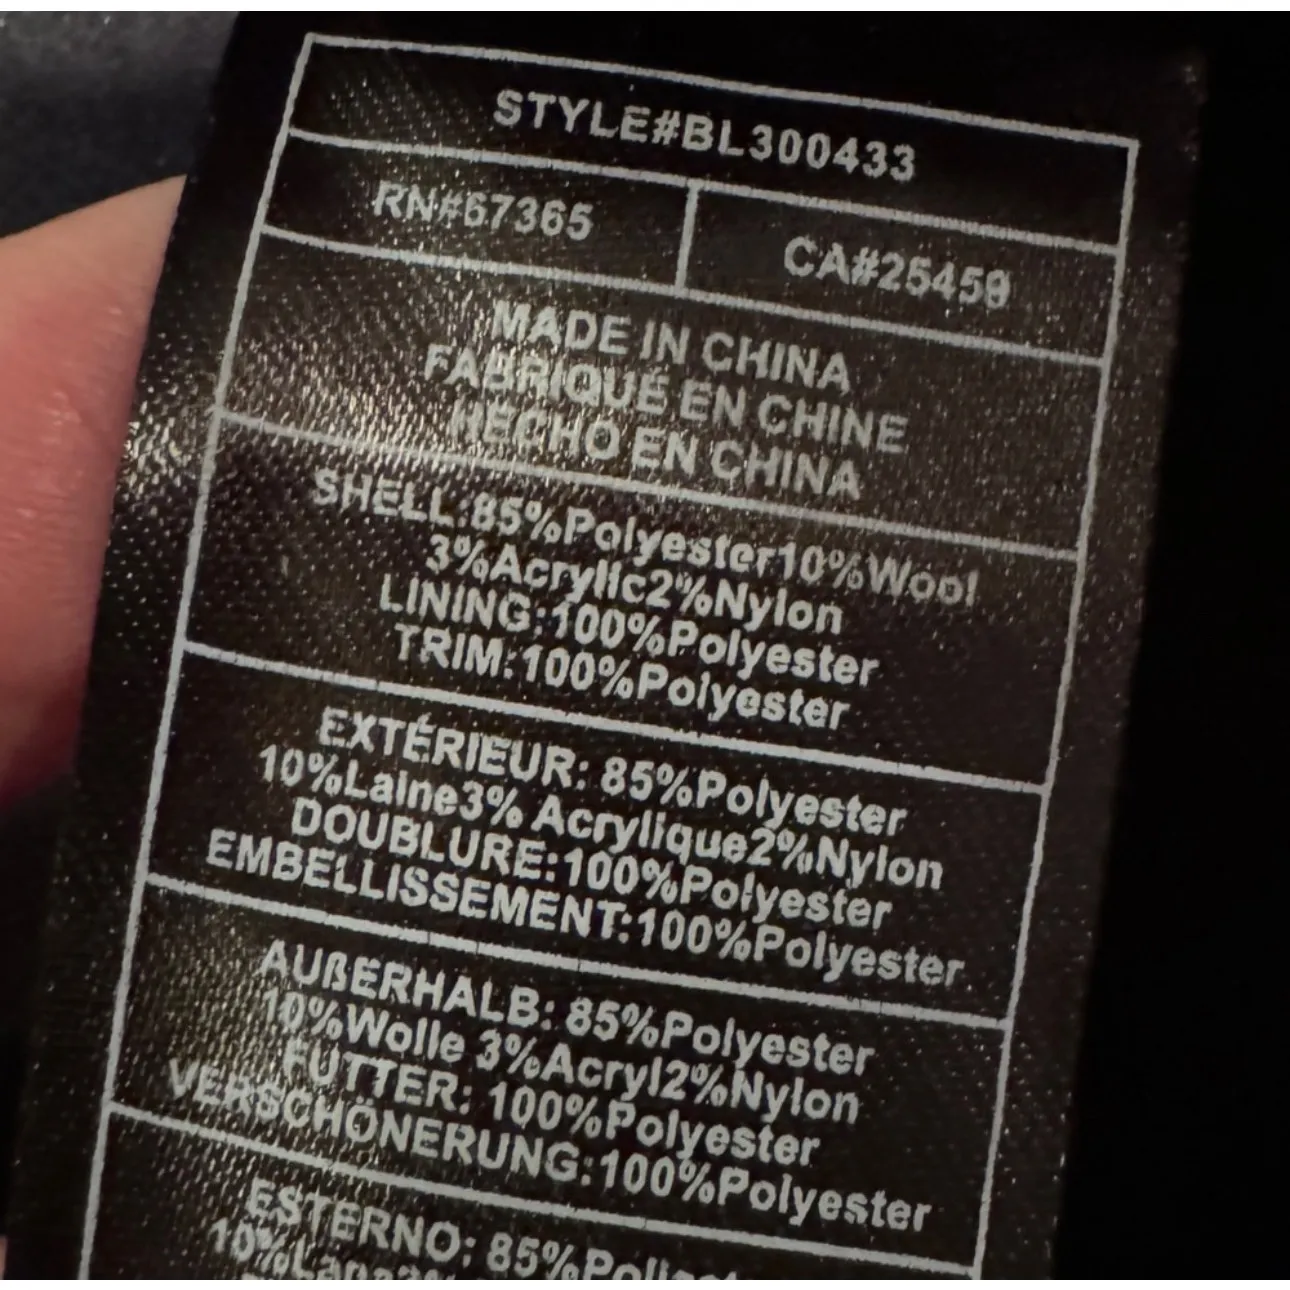 STYLE#BL300433
RN#67365
CA#25459
MADE IN CHINA
FABRIQUÉ EN CHINE
HECHO EN CHINA
SHELL:85%Polyester10%Wool
3%Acrylic2%Nylon
LINING:100%Polyester
TRIM:100%Polyester
EXTÉRIEUR: 85%Polyester
10%Laine3% Acrylique2%Nylon
DOUBLURE:100%Polyester
EMBELLISSEMENT:100%Polyester
AUßERHALB: 85%Polyester
10%Wolle 3%Acryl2%Nylon
FUTTER: 100%Polyester
VERSCHÖNERUNG:100%Polyester
ESTERNO: 85%
10%Lana